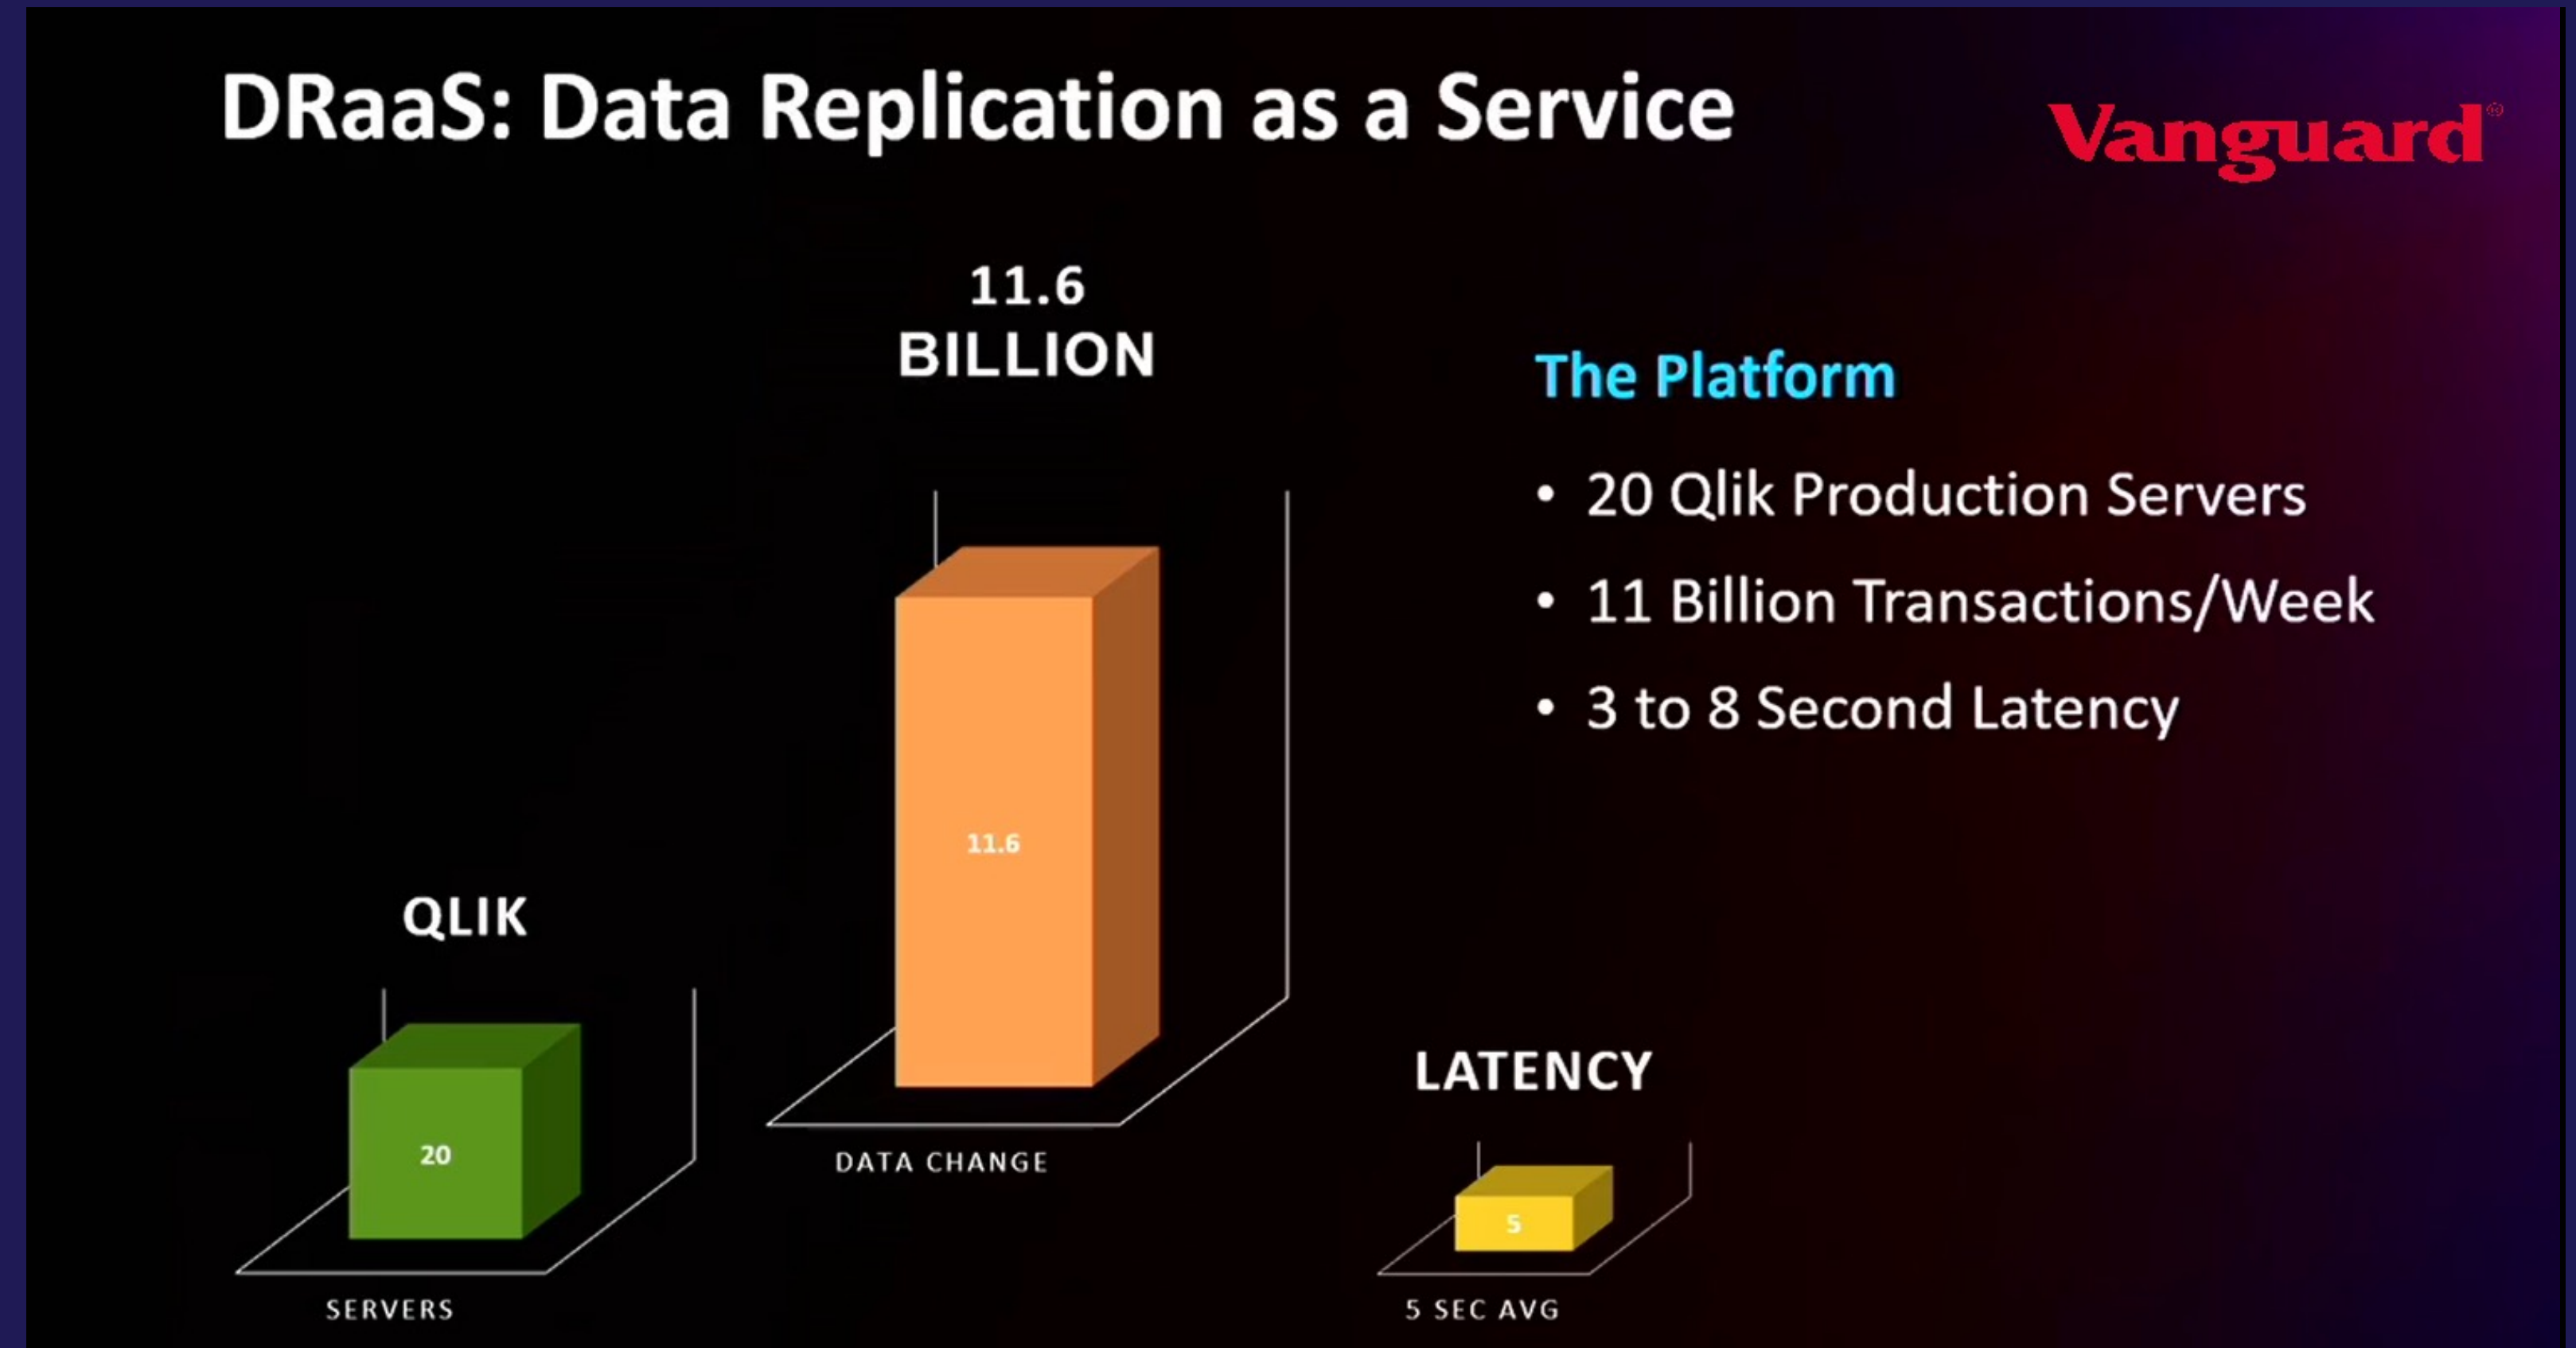 DRaaS: Data Replication as a Service
Vanguard®
11.6
BILLION
11.6
DATA CHANGE
QLIK
20
SERVERS
LATENCY
5
5 SEC AVG
The Platform
• 20 Qlik Production Servers
• 11 Billion Transactions/Week
• 3 to 8 Second Latency